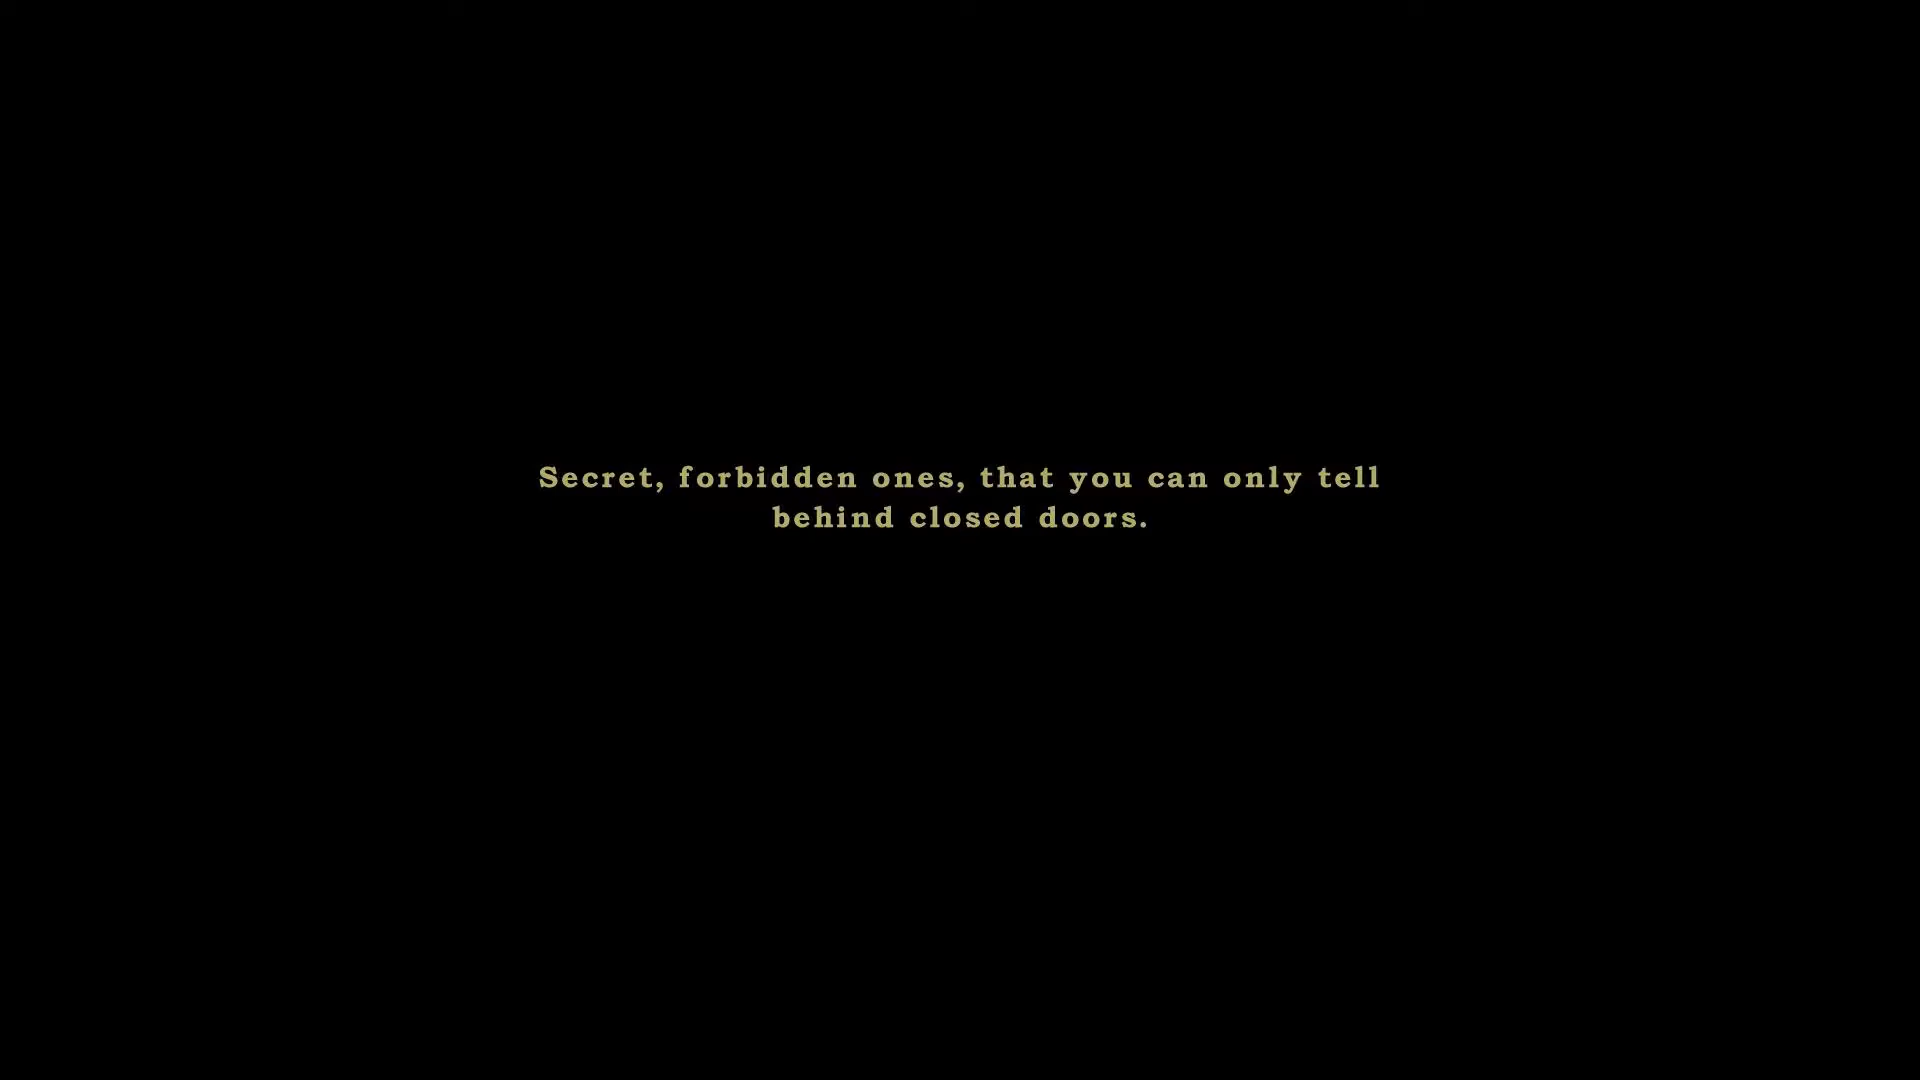 Secret, forbidden ones, that you can only tell
behind closed doors.